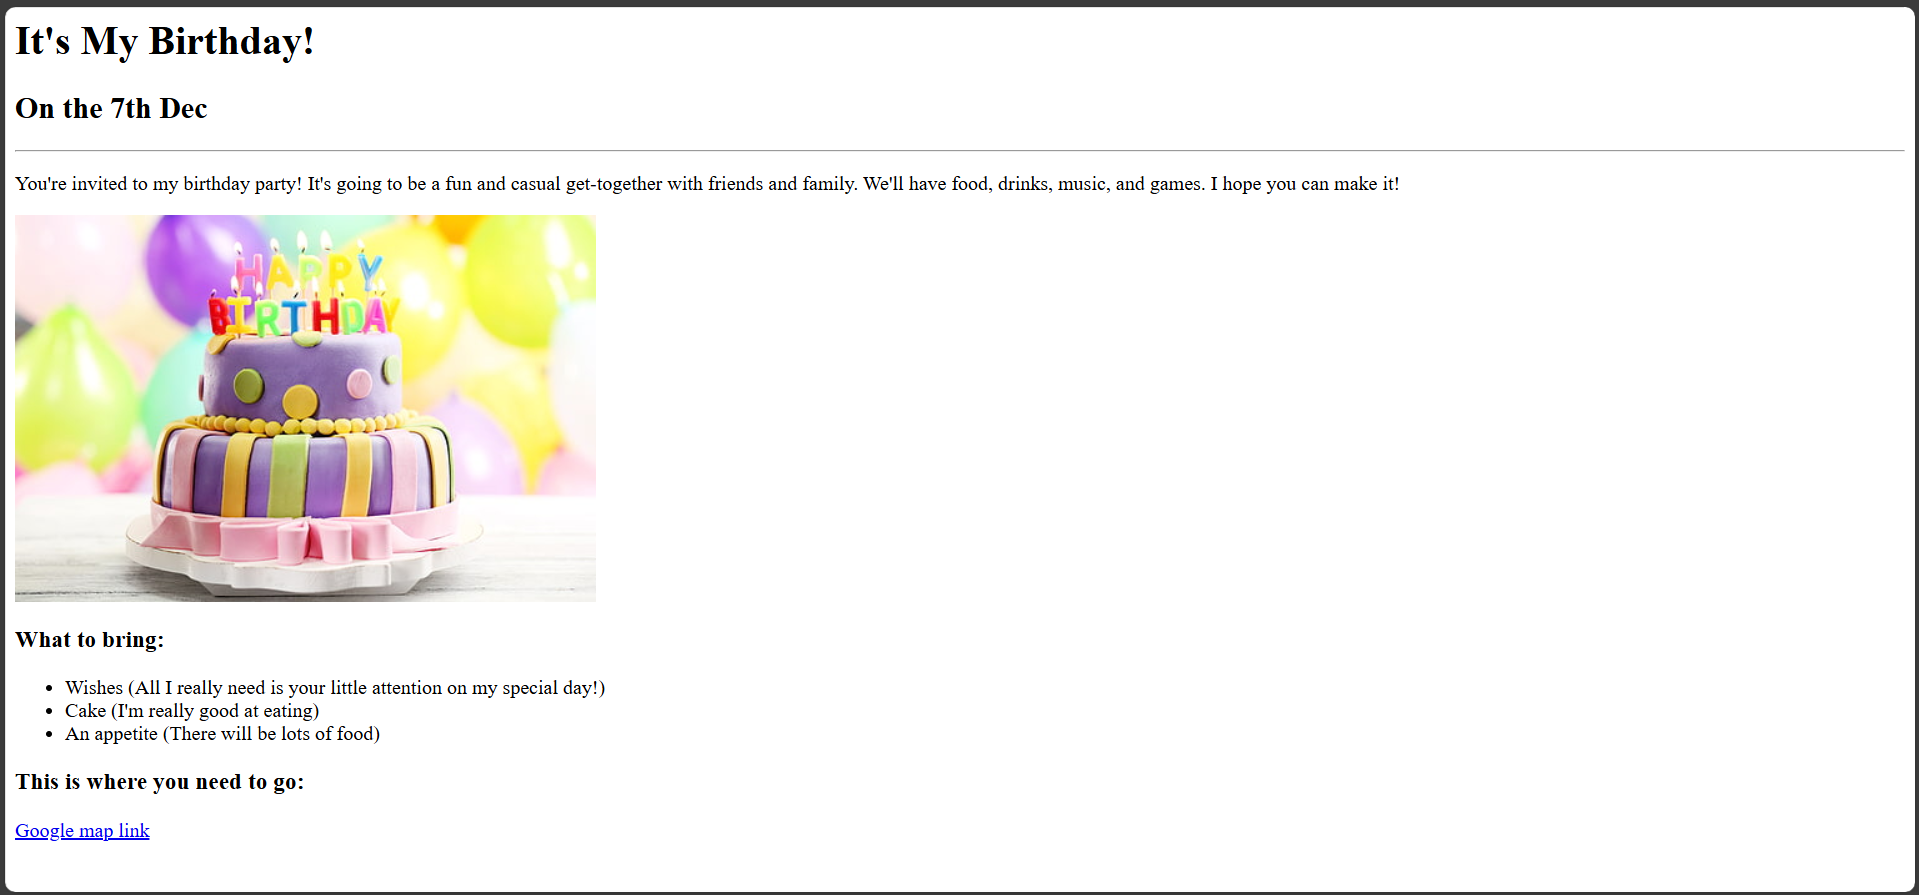 It's My Birthday!
On the 7th Dec
You're invited to my birthday party! It's going to be a fun and casual get-together with friends and family. We'll have food, drinks, music, and games. I hope you can make it!
HAPPY
BIRTHDAY
What to bring:
Wishes (All I really need is your little attention on my special day!)
Cake (I'm really good at eating)
An appetite (There will be lots of food)
This is where you need to go:
Google map link